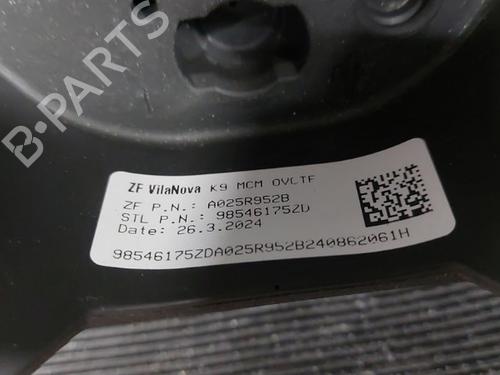 B-PARTS
ZF VilaNova K9 MCM OVCTF
ZF P.N.: A025R952B
STL P.N.: 98546175ZD
Date: 26.3.2024
98546175ZDA025R952B240862061H